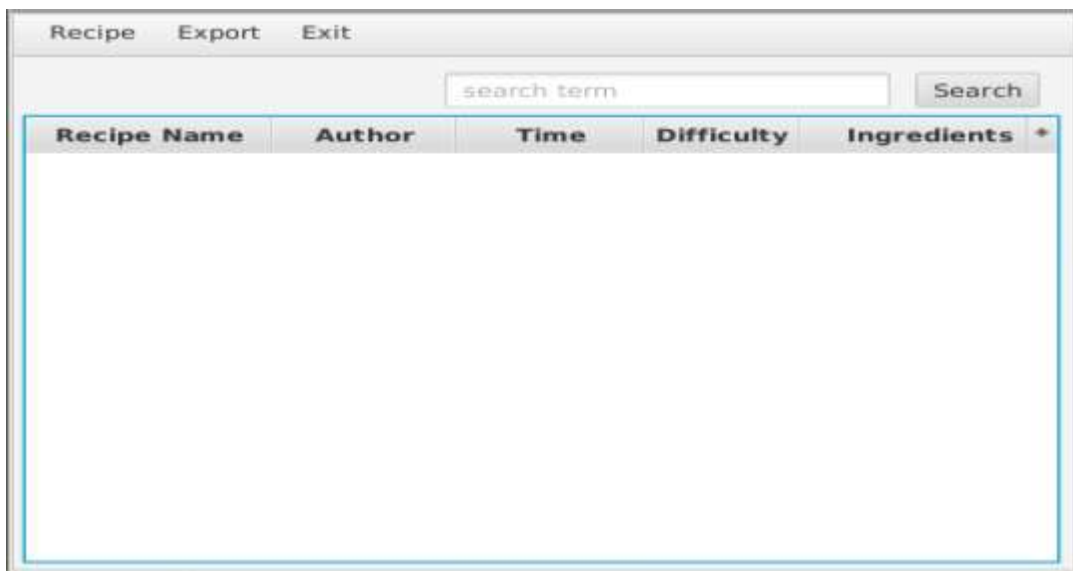 Recipe Export Exit
search term Search
Recipe Name Author Time Difficulty Ingredients